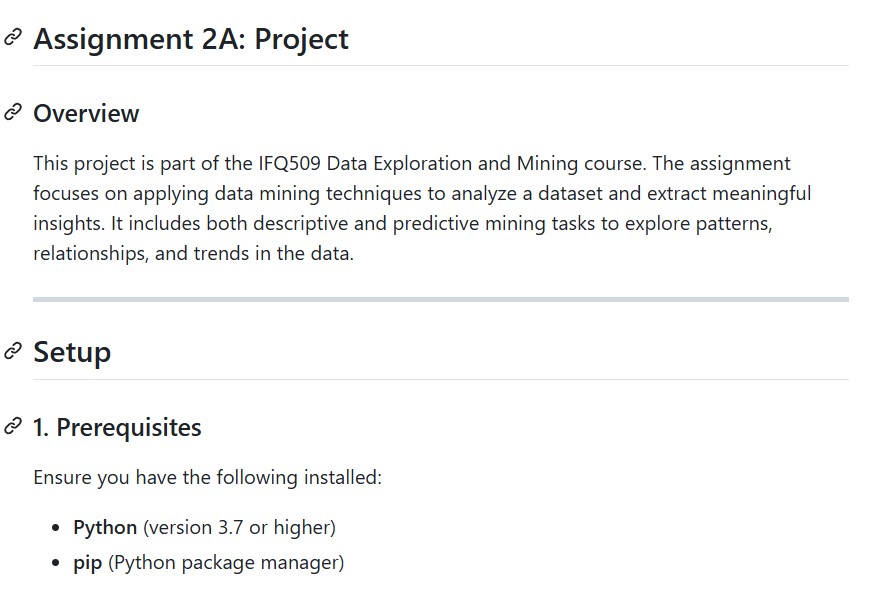 Assignment 2A: Project
Overview
This project is part of the IFQ509 Data Exploration and Mining course. The assignment
focuses on applying data mining techniques to analyze a dataset and extract meaningful
insights. It includes both descriptive and predictive mining tasks to explore patterns,
relationships, and trends in the data.
Setup
1. Prerequisites
Ensure you have the following installed:
• Python (version 3.7 or higher)
• pip (Python package manager)